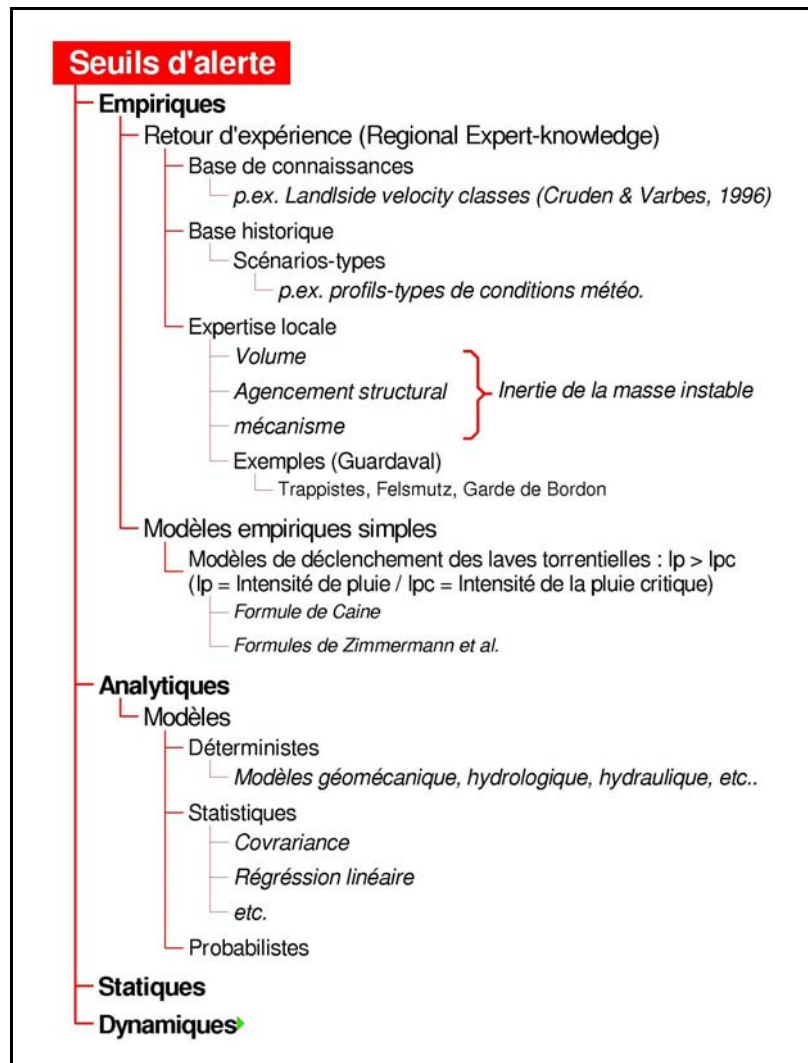 Seuils d'alerte
Empiriques
Retour d'expérience (Regional Expert-knowledge)
Base de connaissances
p.ex. Landlside velocity classes (Cruden & Varbes, 1996)
Base historique
Scénarios-types
p.ex. profils-types de conditions météo.
Expertise locale
Volume
Agencement structural
Inertie de la masse instable
mécanisme
Exemples (Guardaval)
Trappistes, Felsmutz, Garde de Bordon
Modèles empiriques simples
Modèles de déclenchement des laves torrentielles : Ip > Ipc
(Ip = Intensité de pluie / Ipc = Intensité de la pluie critique)
Formule de Caine
Formules de Zimmermann et al.
Analytiques
Modèles
Déterministes
Modèles géomécanique, hydrologique, hydraulique, etc..
Statistiques
Covrariance
Régréssion linéaire
etc.
Probabilistes
Statiques
Dynamiques